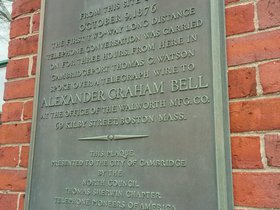 FROM THIS SITE ON
OCTOBER 9, 1876
THE FIRST TWO-WAY LONG DISTANCE
TELEPHONE CONVERSATION WAS CARRIED
ON FOR THREE HOURS. FROM HERE IN
CAMBRIDGEPORT THOMAS A. WATSON
SPOKE OVER A TELEGRAPH WIRE TO
ALEXANDER GRAHAM BELL
AT THE OFFICE OF THE WALWORTH MFG. CO.
69 KILBY STREET, BOSTON, MASS.
THIS PLAQUE
PRESENTED TO THE CITY OF CAMBRIDGE
BY THE
NORTH COUNCIL
THOMAS SHERWIN CHAPTER
TELEPHONE PIONEERS OF AMERICA